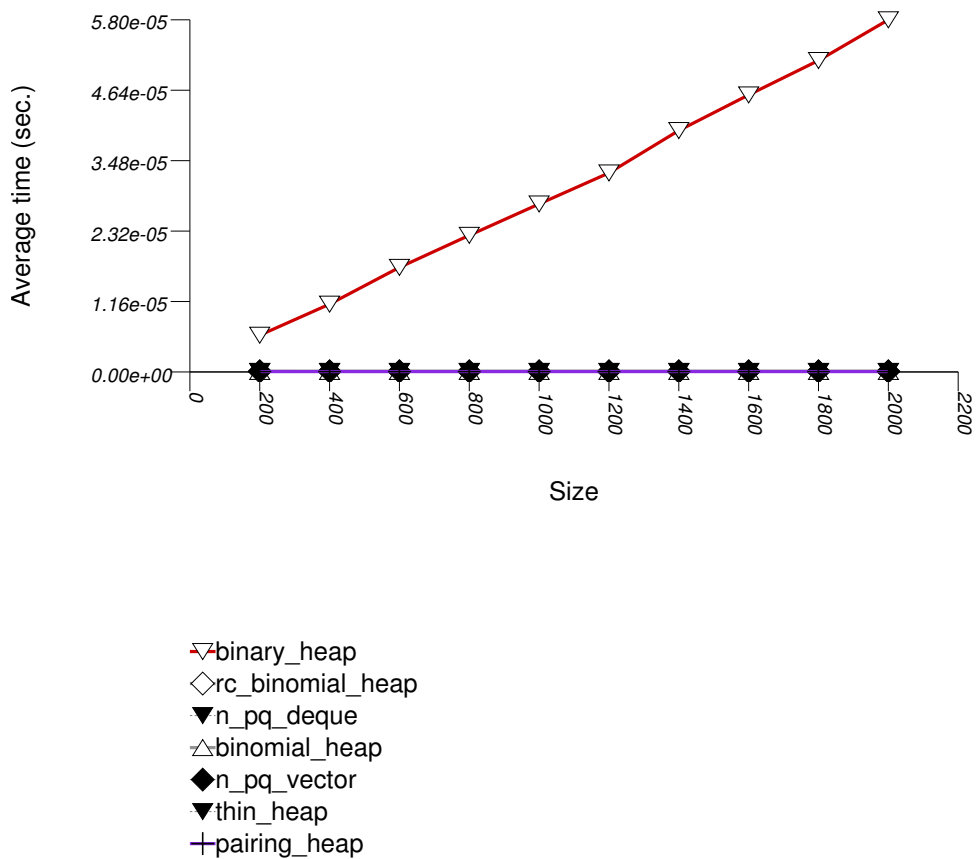 5.80e-05
4.64e-05
3.48e-05
2.32e-05
1.16e-05
0.00e+00
Average time (sec.)
0
200
400
600
800
1000
1200
1400
1600
1800
2000
2200
Size
binary_heap
rc_binomial_heap
n_pq_deque
binomial_heap
n_pq_vector
thin_heap
pairing_heap